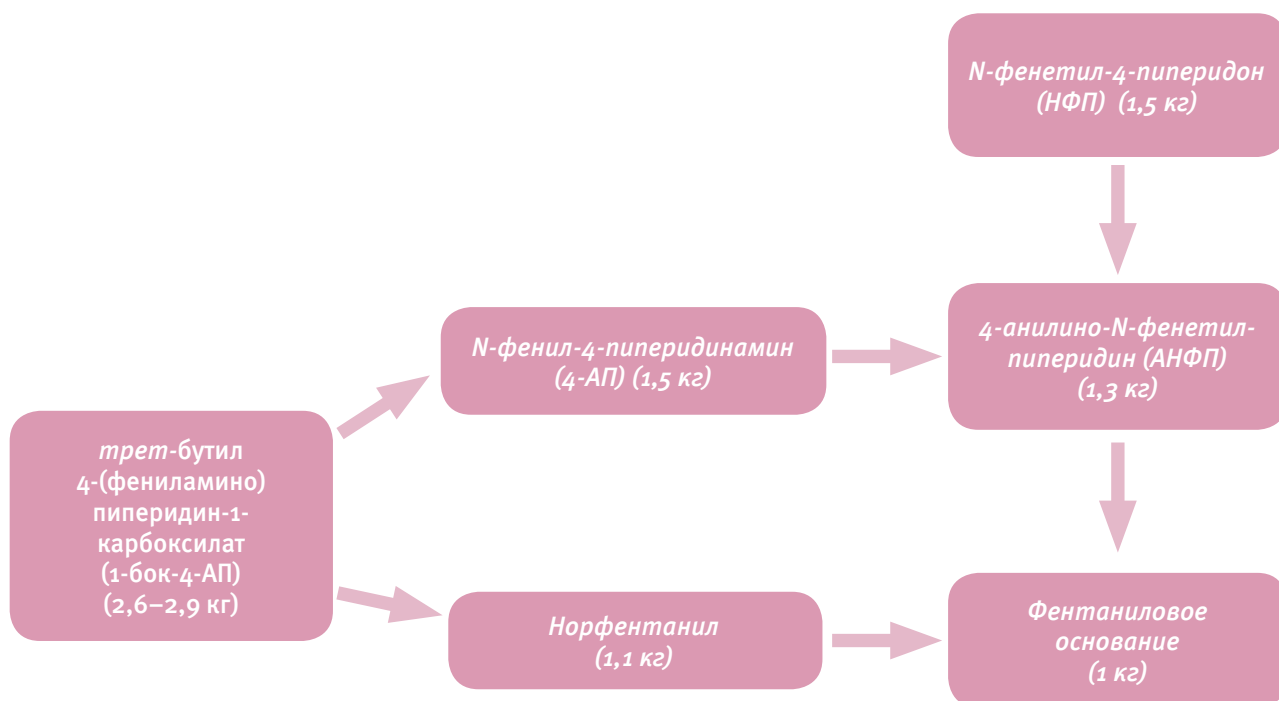 N-фенетил-4-пиперидон
(НФП) (1,5 кг)
N-фенил-4-пиперидинамин
(4-АП) (1,5 кг)
4-анилино-N-фенетил-
пиперидин (АНФП)
(1,3 кг)
трет-бутил
4-(фениламино)
пиперидин-1-
карбоксилат
(1-бок-4-АП)
(2,6–2,9 кг)
Норфентанил
(1,1 кг)
Фентаниловое
основание
(1 кг)